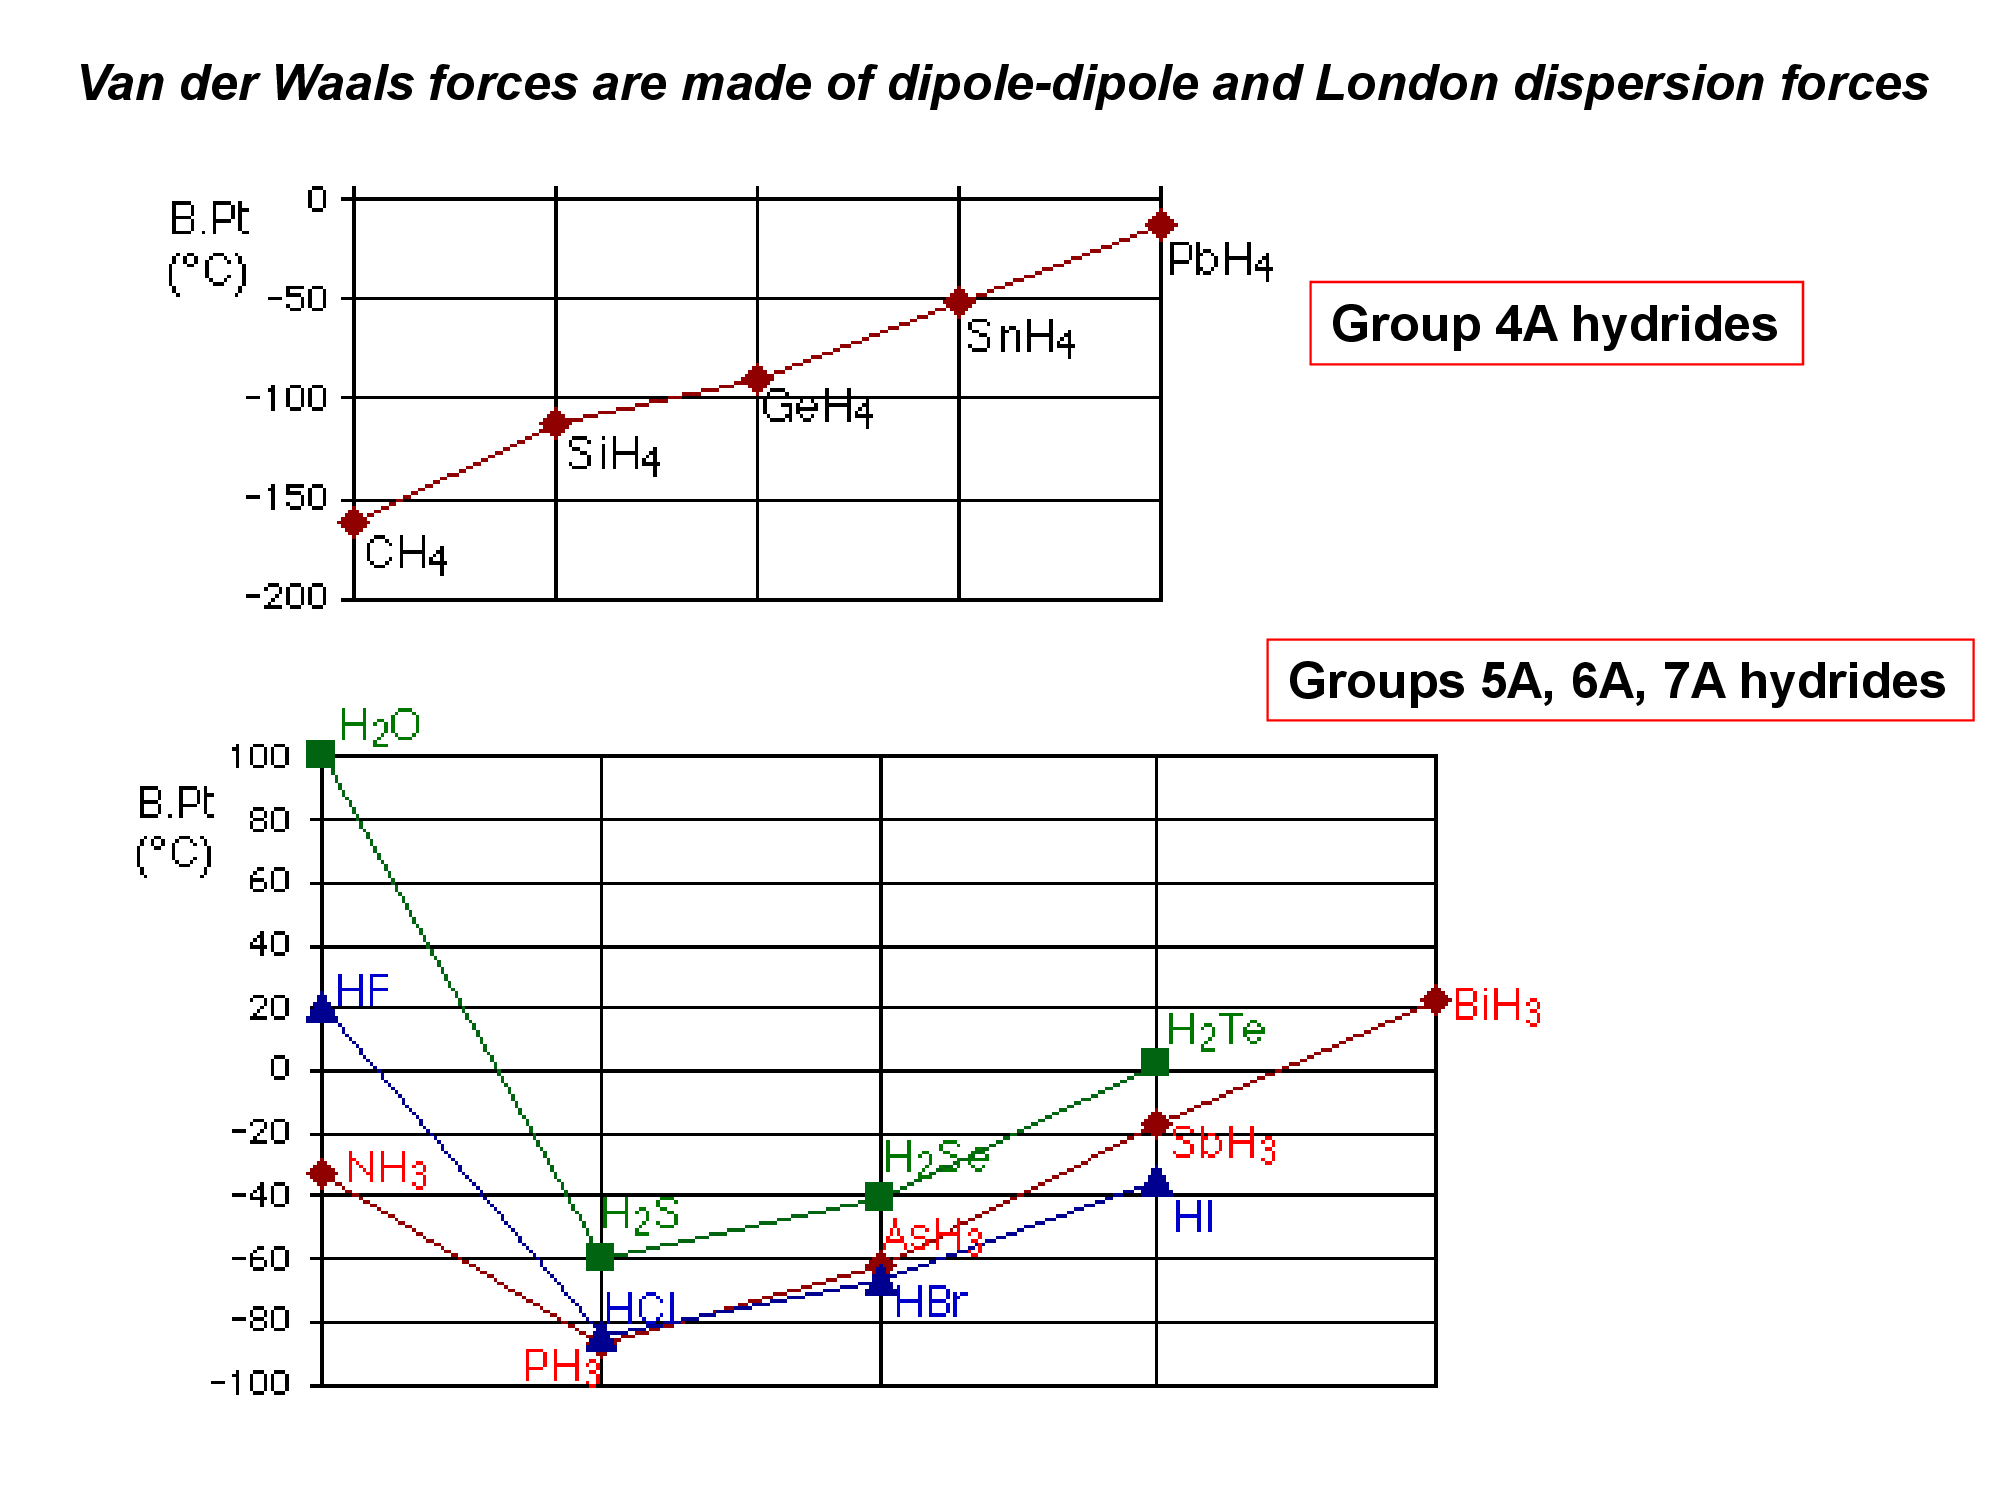 Van der Waals forces are made of dipole-dipole and London dispersion forces
B.Pt
(°C)
0
-50
-100
-150
-200
PbH4
SnH4
GeH4
SiH4
CH4
Group 4A hydrides
Groups 5A, 6A, 7A hydrides
B.Pt
(°C)
100
80
60
40
20
0
-20
-40
-60
-80
-100
H2O
HF
NH3
H2S
HCl
PH3
H2Se
AsH3
HBr
H2Te
SbH3
HI
BiH3